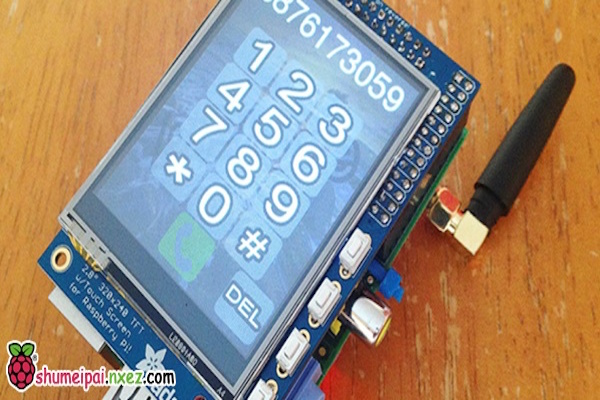 8876173059
1 2 3
4 5 6
7 8 9
* 0 #
DEL
2.8" 320x240 TFT
w/Touch Screen
for Raspberry Pi!
shumeipai.nxez.com